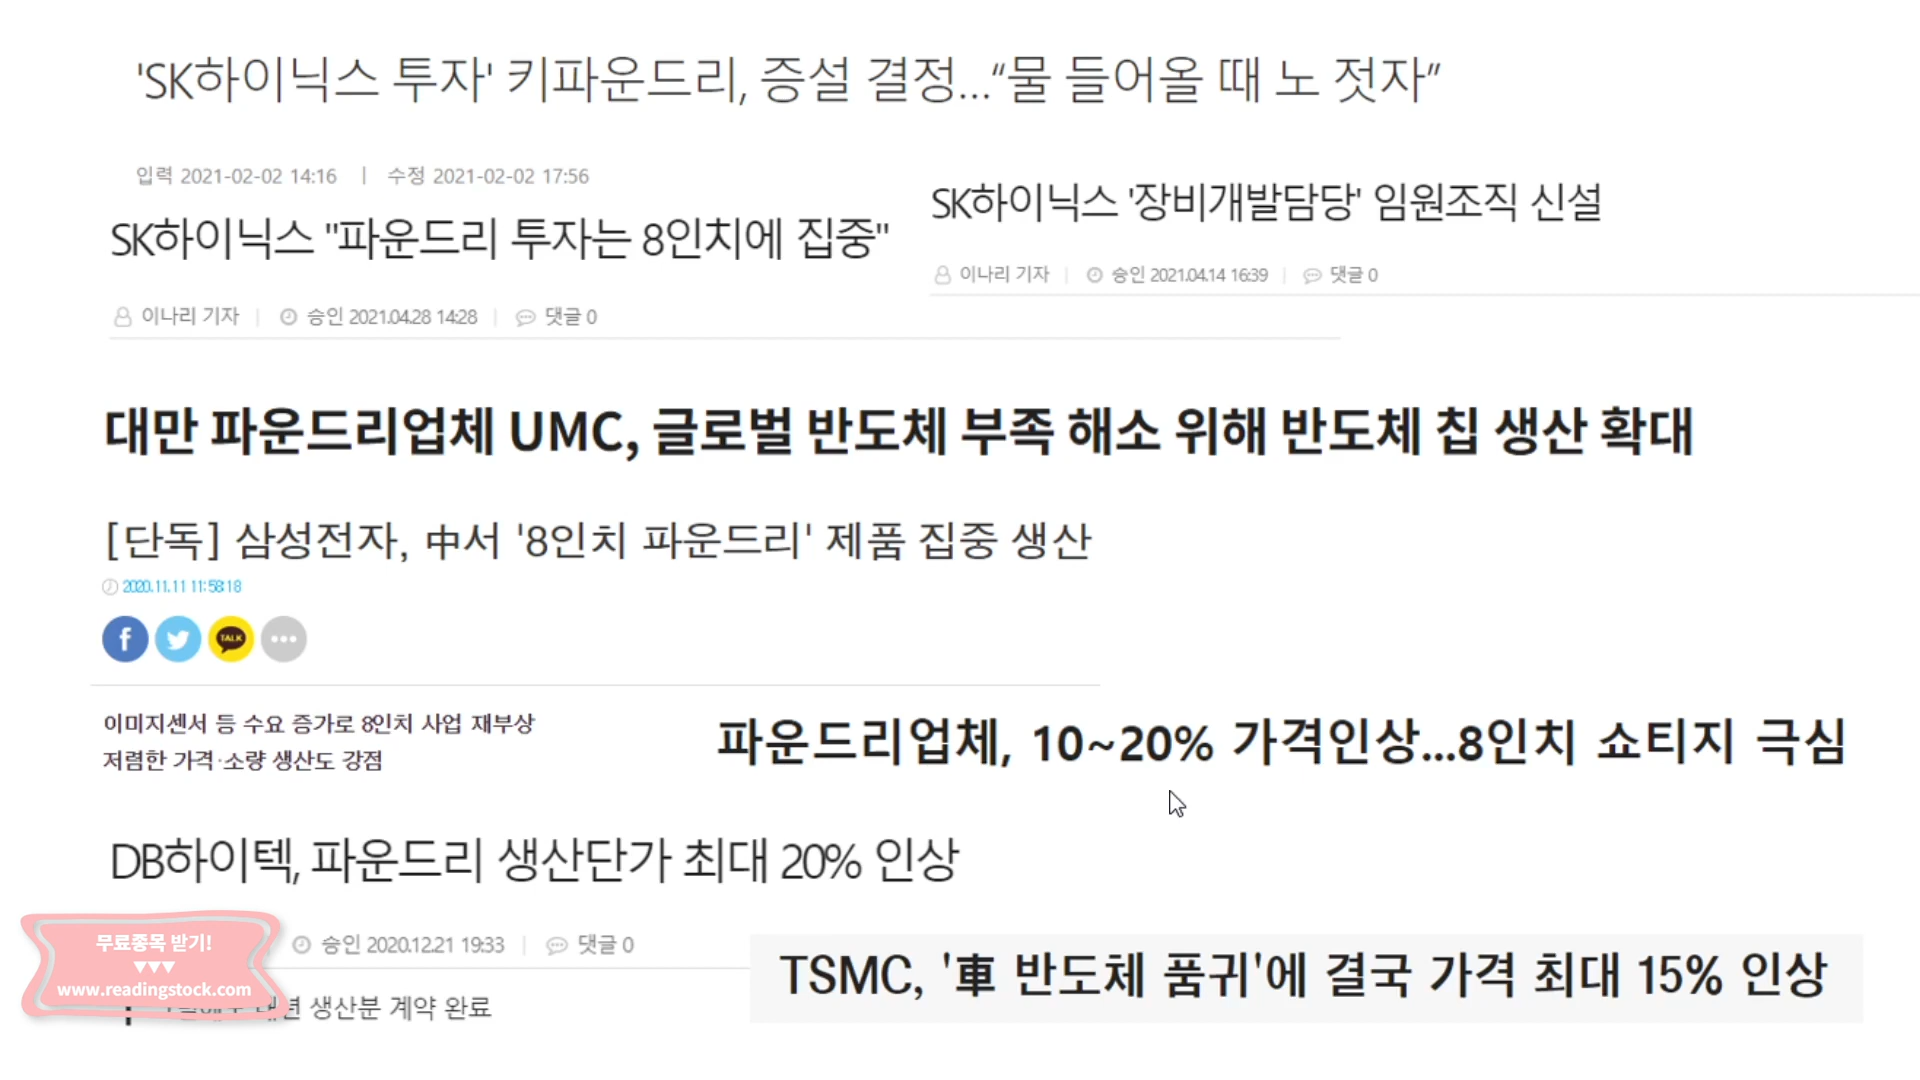 'SK하이닉스 투자' 키파운드리, 증설 결정...“물 들어올 때 노 젓자”
입력 2021-02-02 14:16 | 수정 2021-02-02 17:56
SK하이닉스 "파운드리 투자는 8인치에 집중"
이나리 기자 | 승인 2021.04.28 14:28 | 댓글 0
SK하이닉스 '장비개발담당' 임원조직 신설
이나리 기자 | 승인 2021.04.14 16:39 | 댓글 0
대만 파운드리업체 UMC, 글로벌 반도체 부족 해소 위해 반도체 칩 생산 확대
[단독] 삼성전자, 中서 '8인치 파운드리' 제품 집중 생산
2020.11.11 11:58:18
f
TALK
이미지센서 등 수요 증가로 8인치 사업 재부상
저렴한 가격·소량 생산도 강점
파운드리업체, 10~20% 가격인상...8인치 쇼티지 극심
DB하이텍, 파운드리 생산단가 최대 20% 인상
승인 2020.12.21 19:33 | 댓글 0
생산분 계약 완료
TSMC, '車 반도체 품귀'에 결국 가격 최대 15% 인상
무료종목 받기!
▼▼▼
www.readingstock.com